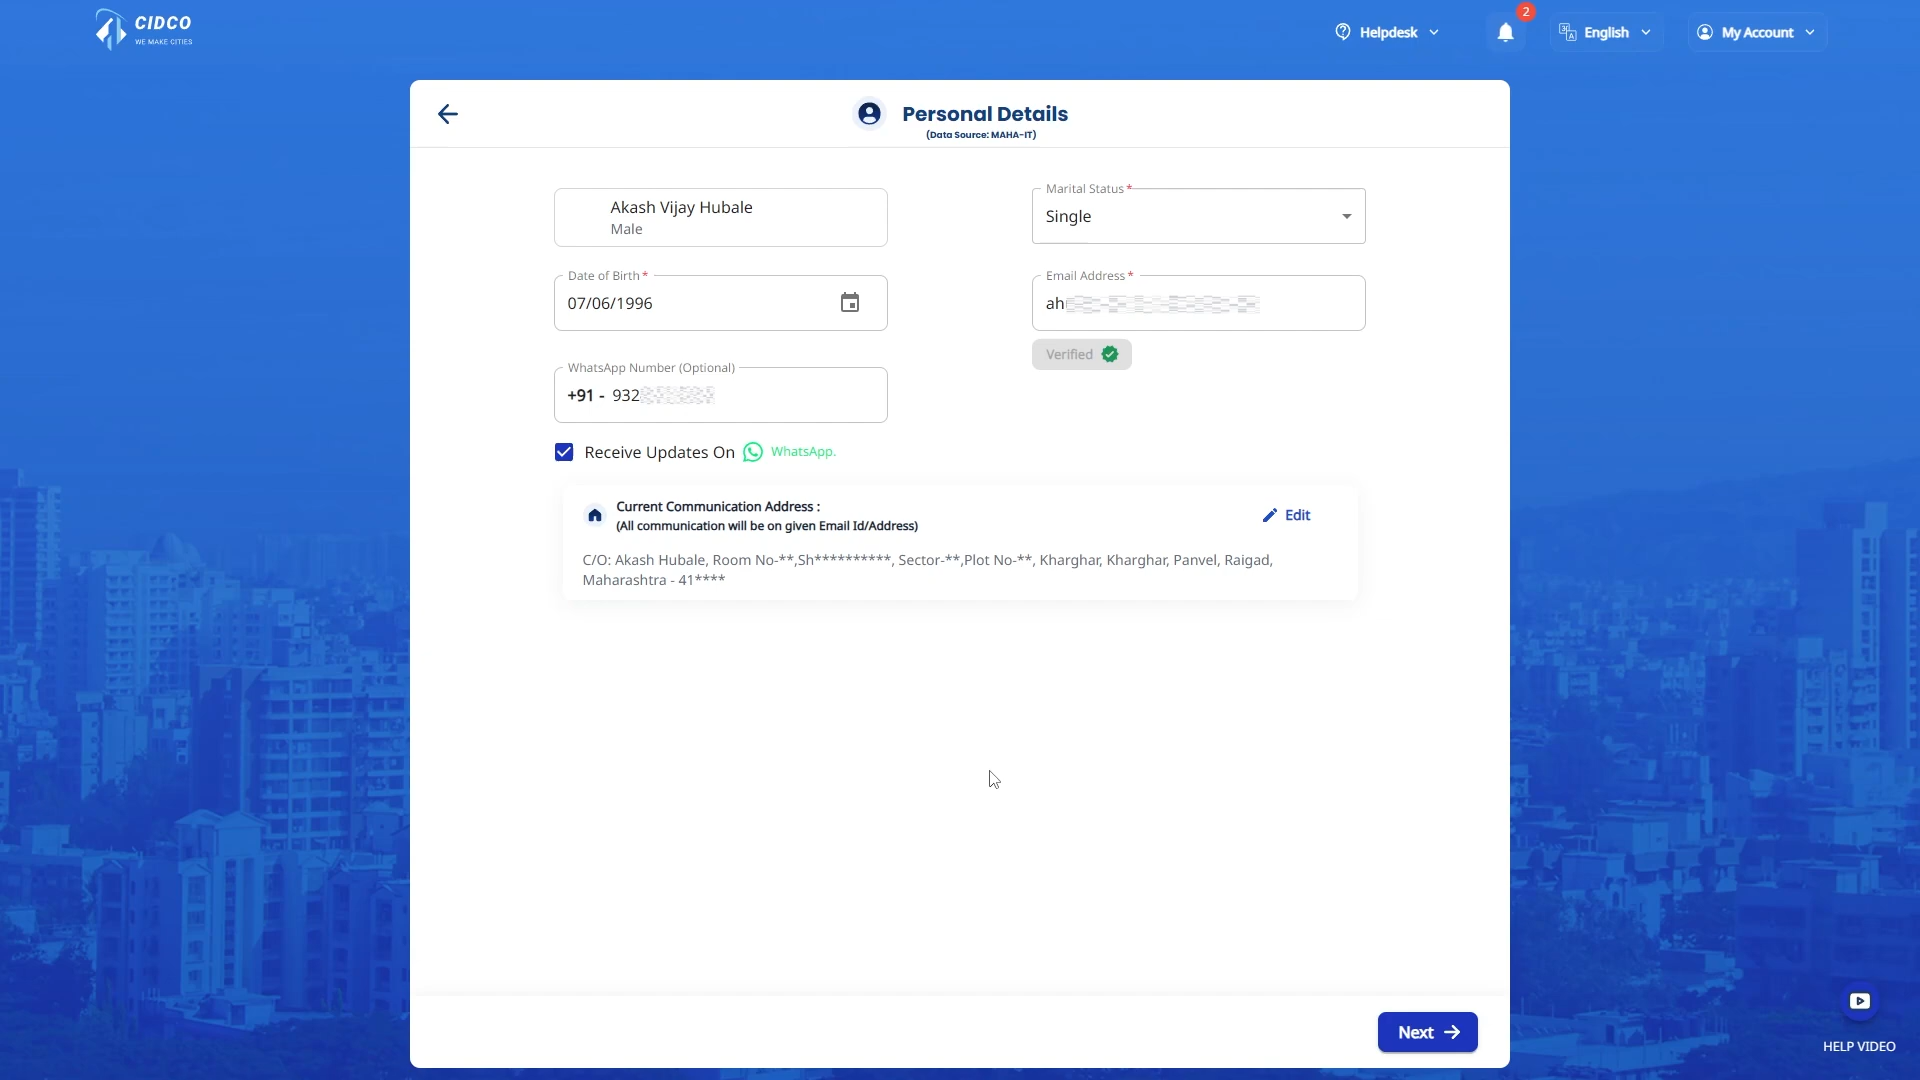 CIDCO
WE MAKE CITIES
Helpdesk
2
English
My Account
Personal Details
(Data Source: MAHA-IT)
Akash Vijay Hubale
Male
Marital Status *
Single
Date of Birth *
07/06/1996
Email Address *
ah
Verified
WhatsApp Number (Optional)
+91 - 932
Receive Updates On WhatsApp.
Current Communication Address :
(All communication will be on given Email Id/Address)
Edit
C/O: Akash Hubale, Room No-**,Sh**********, Sector-**,Plot No-**, Kharghar, Kharghar, Panvel, Raigad,
Maharashtra - 41****
Next
HELP VIDEO